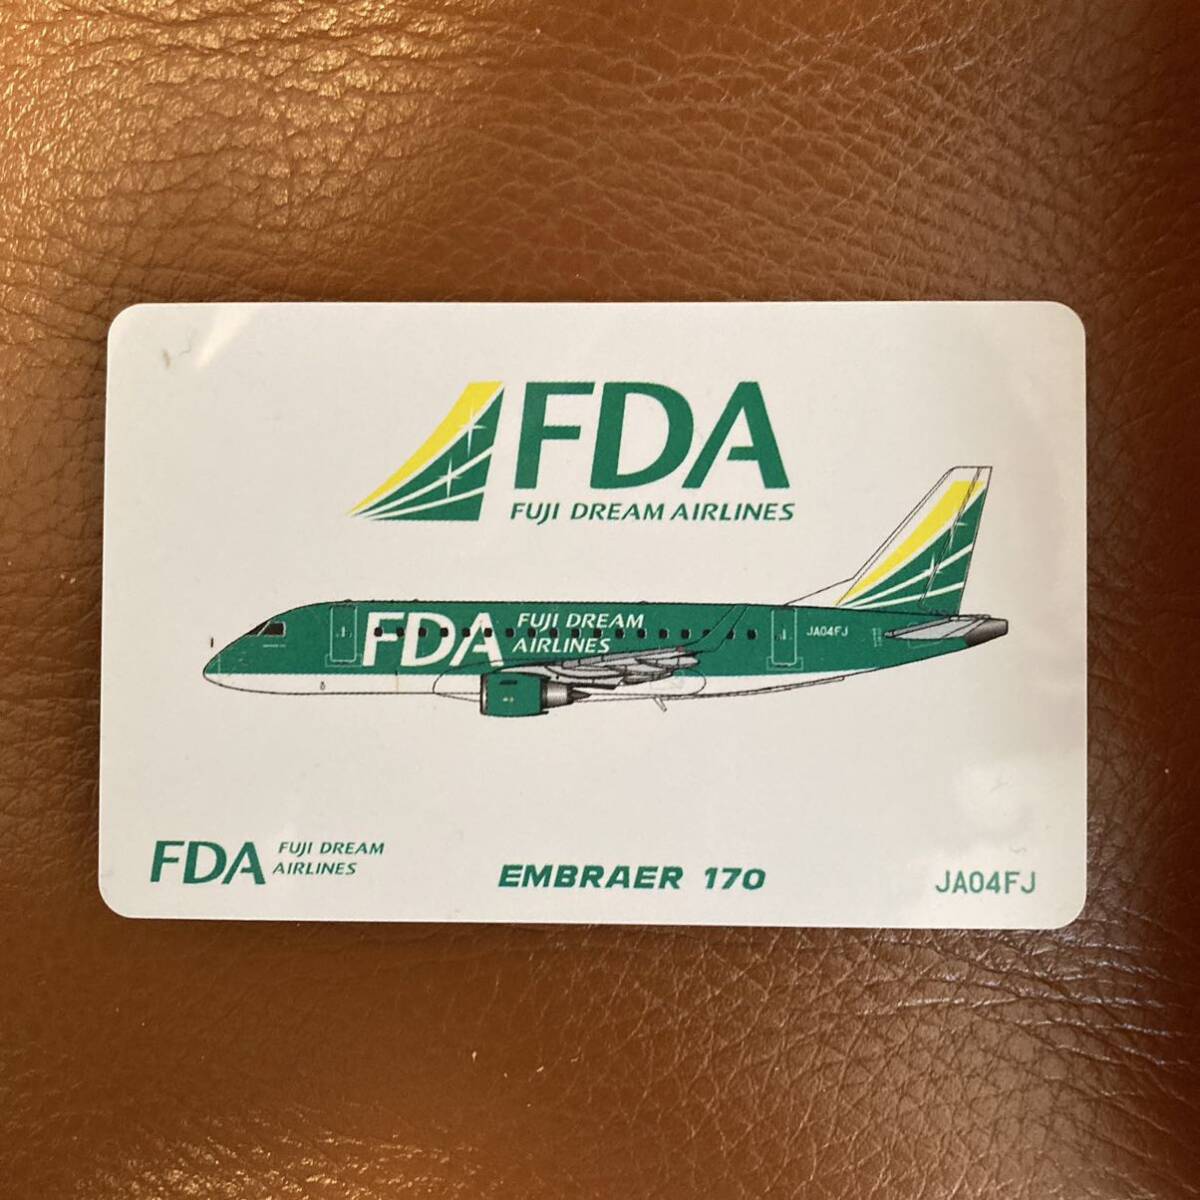 FDA
FUJI DREAM AIRLINES
FDA FUJI DREAM
AIRLINES
JA04FJ
FDA FUJI DREAM
AIRLINES
EMBRAER 170
JA04FJ